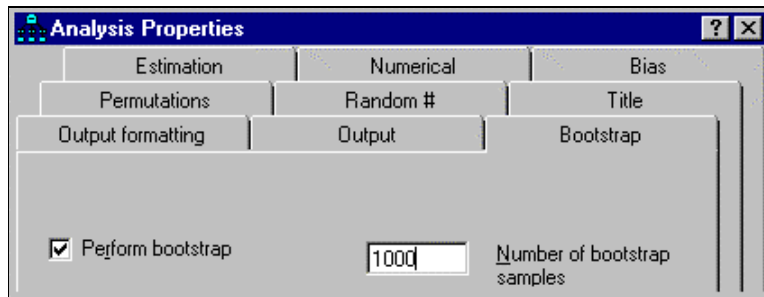 Analysis Properties
Estimation Numerical Bias
Permutations Random # Title
Output formatting Output Bootstrap
Perform bootstrap 1000 Number of bootstrap
samples